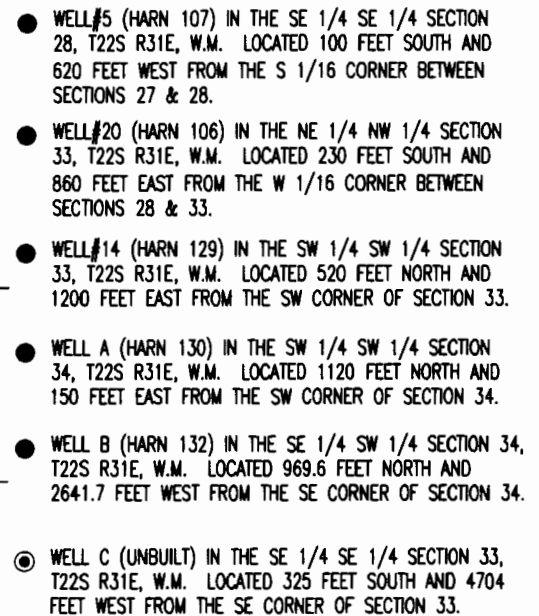 WELL#5 (HARN 107) IN THE SE 1/4 SE 1/4 SECTION
28, T22S R31E, W.M. LOCATED 100 FEET SOUTH AND
620 FEET WEST FROM THE S 1/16 CORNER BETWEEN
SECTIONS 27 & 28.
WELL#20 (HARN 106) IN THE NE 1/4 NW 1/4 SECTION
33, T22S R31E, W.M. LOCATED 230 FEET SOUTH AND
860 FEET EAST FROM THE W 1/16 CORNER BETWEEN
SECTIONS 28 & 33.
WELL#14 (HARN 129) IN THE SW 1/4 SW 1/4 SECTION
33, T22S R31E, W.M. LOCATED 520 FEET NORTH AND
1200 FEET EAST FROM THE SW CORNER OF SECTION 33.
WELL A (HARN 130) IN THE SW 1/4 SW 1/4 SECTION
34, T22S R31E, W.M. LOCATED 1120 FEET NORTH AND
150 FEET EAST FROM THE SW CORNER OF SECTION 34.
WELL B (HARN 132) IN THE SE 1/4 SW 1/4 SECTION 34,
T22S R31E, W.M. LOCATED 969.6 FEET NORTH AND
2641.7 FEET WEST FROM THE SE CORNER OF SECTION 34.
WELL C (UNBUILT) IN THE SE 1/4 SE 1/4 SECTION 33,
T22S R31E, W.M. LOCATED 325 FEET SOUTH AND 4704
FEET WEST FROM THE SE CORNER OF SECTION 33.